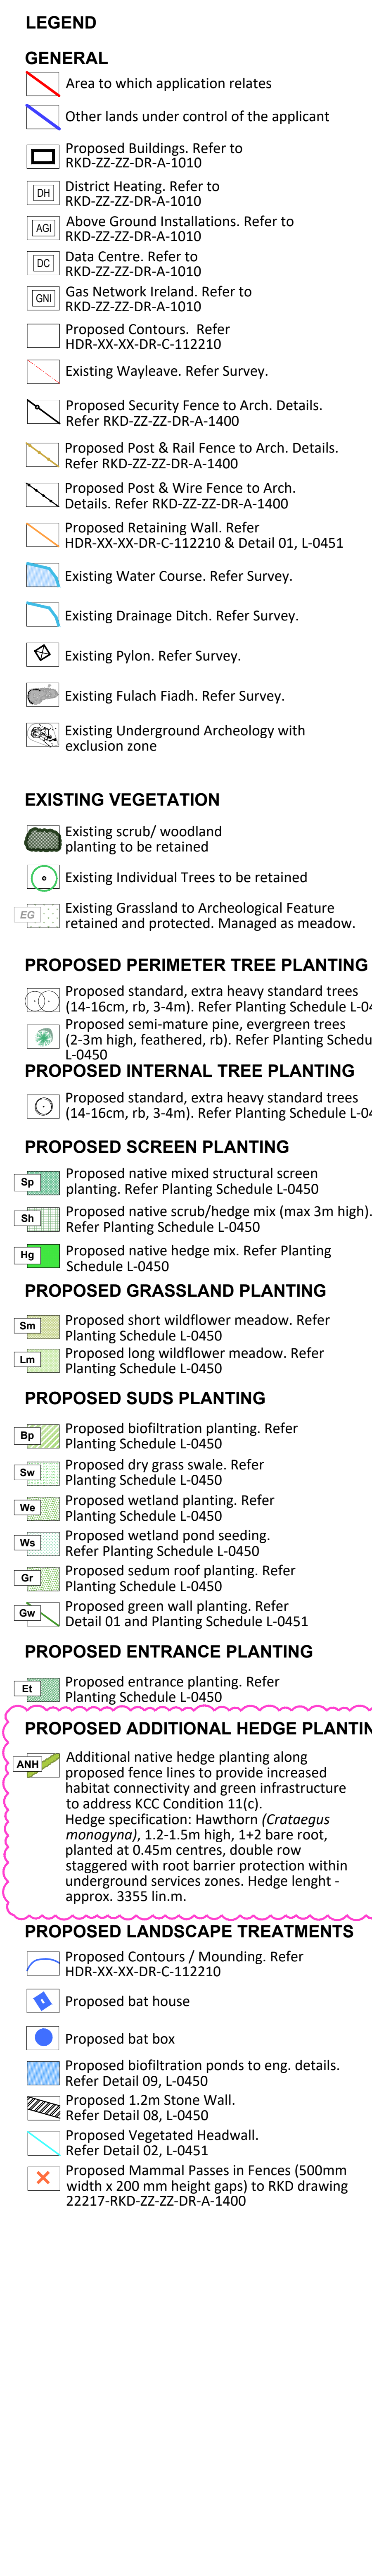 LEGEND
GENERAL
Area to which application relates
Other lands under control of the applicant
Proposed Buildings. Refer to
RKD-ZZ-ZZ-DR-A-1010
DH
District Heating. Refer to
RKD-ZZ-ZZ-DR-A-1010
AGI
Above Ground Installations. Refer to
RKD-ZZ-ZZ-DR-A-1010
DC
Data Centre. Refer to
RKD-ZZ-ZZ-DR-A-1010
GNI
Gas Network Ireland. Refer to
RKD-ZZ-ZZ-DR-A-1010
Proposed Contours. Refer
HDR-XX-XX-DR-C-112210
Existing Wayleave. Refer Survey.
Proposed Security Fence to Arch. Details.
Refer RKD-ZZ-ZZ-DR-A-1400
Proposed Post & Rail Fence to Arch. Details.
Refer RKD-ZZ-ZZ-DR-A-1400
Proposed Post & Wire Fence to Arch.
Details. Refer RKD-ZZ-ZZ-DR-A-1400
Proposed Retaining Wall. Refer
HDR-XX-XX-DR-C-112210 & Detail 01, L-0451
Existing Water Course. Refer Survey.
Existing Drainage Ditch. Refer Survey.
Existing Pylon. Refer Survey.
Existing Fulach Fiadh. Refer Survey.
Existing Underground Archeology with
exclusion zone
EXISTING VEGETATION
Existing scrub/ woodland
planting to be retained
Existing Individual Trees to be retained
EG
Existing Grassland to Archeological Feature
retained and protected. Managed as meadow.
PROPOSED PERIMETER TREE PLANTING
Proposed standard, extra heavy standard trees
(14-16cm, rb, 3-4m). Refer Planting Schedule L-04
Proposed semi-mature pine, evergreen trees
(2-3m high, feathered, rb). Refer Planting Schedu
L-0450
PROPOSED INTERNAL TREE PLANTING
Proposed standard, extra heavy standard trees
(14-16cm, rb, 3-4m). Refer Planting Schedule L-04
PROPOSED SCREEN PLANTING
Sp
Proposed native mixed structural screen
planting. Refer Planting Schedule L-0450
Sh
Proposed native scrub/hedge mix (max 3m high).
Refer Planting Schedule L-0450
Hg
Proposed native hedge mix. Refer Planting
Schedule L-0450
PROPOSED GRASSLAND PLANTING
Sm
Proposed short wildflower meadow. Refer
Planting Schedule L-0450
Lm
Proposed long wildflower meadow. Refer
Planting Schedule L-0450
PROPOSED SUDS PLANTING
Bp
Proposed biofiltration planting. Refer
Planting Schedule L-0450
Sw
Proposed dry grass swale. Refer
Planting Schedule L-0450
We
Proposed wetland planting. Refer
Planting Schedule L-0450
Ws
Proposed wetland pond seeding.
Refer Planting Schedule L-0450
Gr
Proposed sedum roof planting. Refer
Planting Schedule L-0450
Gw
Proposed green wall planting. Refer
Detail 01 and Planting Schedule L-0451
PROPOSED ENTRANCE PLANTING
Et
Proposed entrance planting. Refer
Planting Schedule L-0450
PROPOSED ADDITIONAL HEDGE PLANTIN
ANH
Additional native hedge planting along
proposed fence lines to provide increased
habitat connectivity and green infrastructure
to address KCC Condition 11(c).
Hedge specification: Hawthorn (Crataegus
monogyna), 1.2-1.5m high, 1+2 bare root,
planted at 0.45m centres, double row
staggered with root barrier protection within
underground services zones. Hedge lenght -
approx. 3355 lin.m.
PROPOSED LANDSCAPE TREATMENTS
Proposed Contours / Mounding. Refer
HDR-XX-XX-DR-C-112210
Proposed bat house
Proposed bat box
Proposed biofiltration ponds to eng. details.
Refer Detail 09, L-0450
Proposed 1.2m Stone Wall.
Refer Detail 08, L-0450
Proposed Vegetated Headwall.
Refer Detail 02, L-0451
Proposed Mammal Passes in Fences (500mm
width x 200 mm height gaps) to RKD drawing
22217-RKD-ZZ-ZZ-DR-A-1400